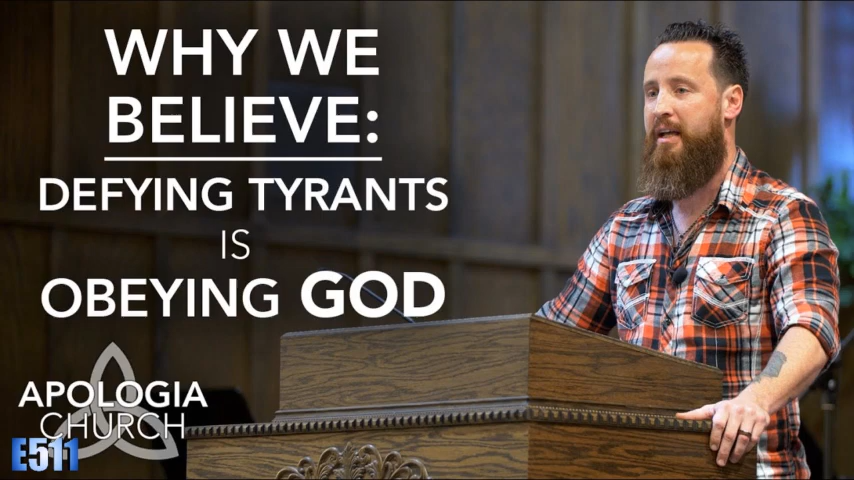 WHY WE
BELIEVE:
DEFYING TYRANTS
IS
OBEYING GOD
APOLOGIA
CHURCH
E511